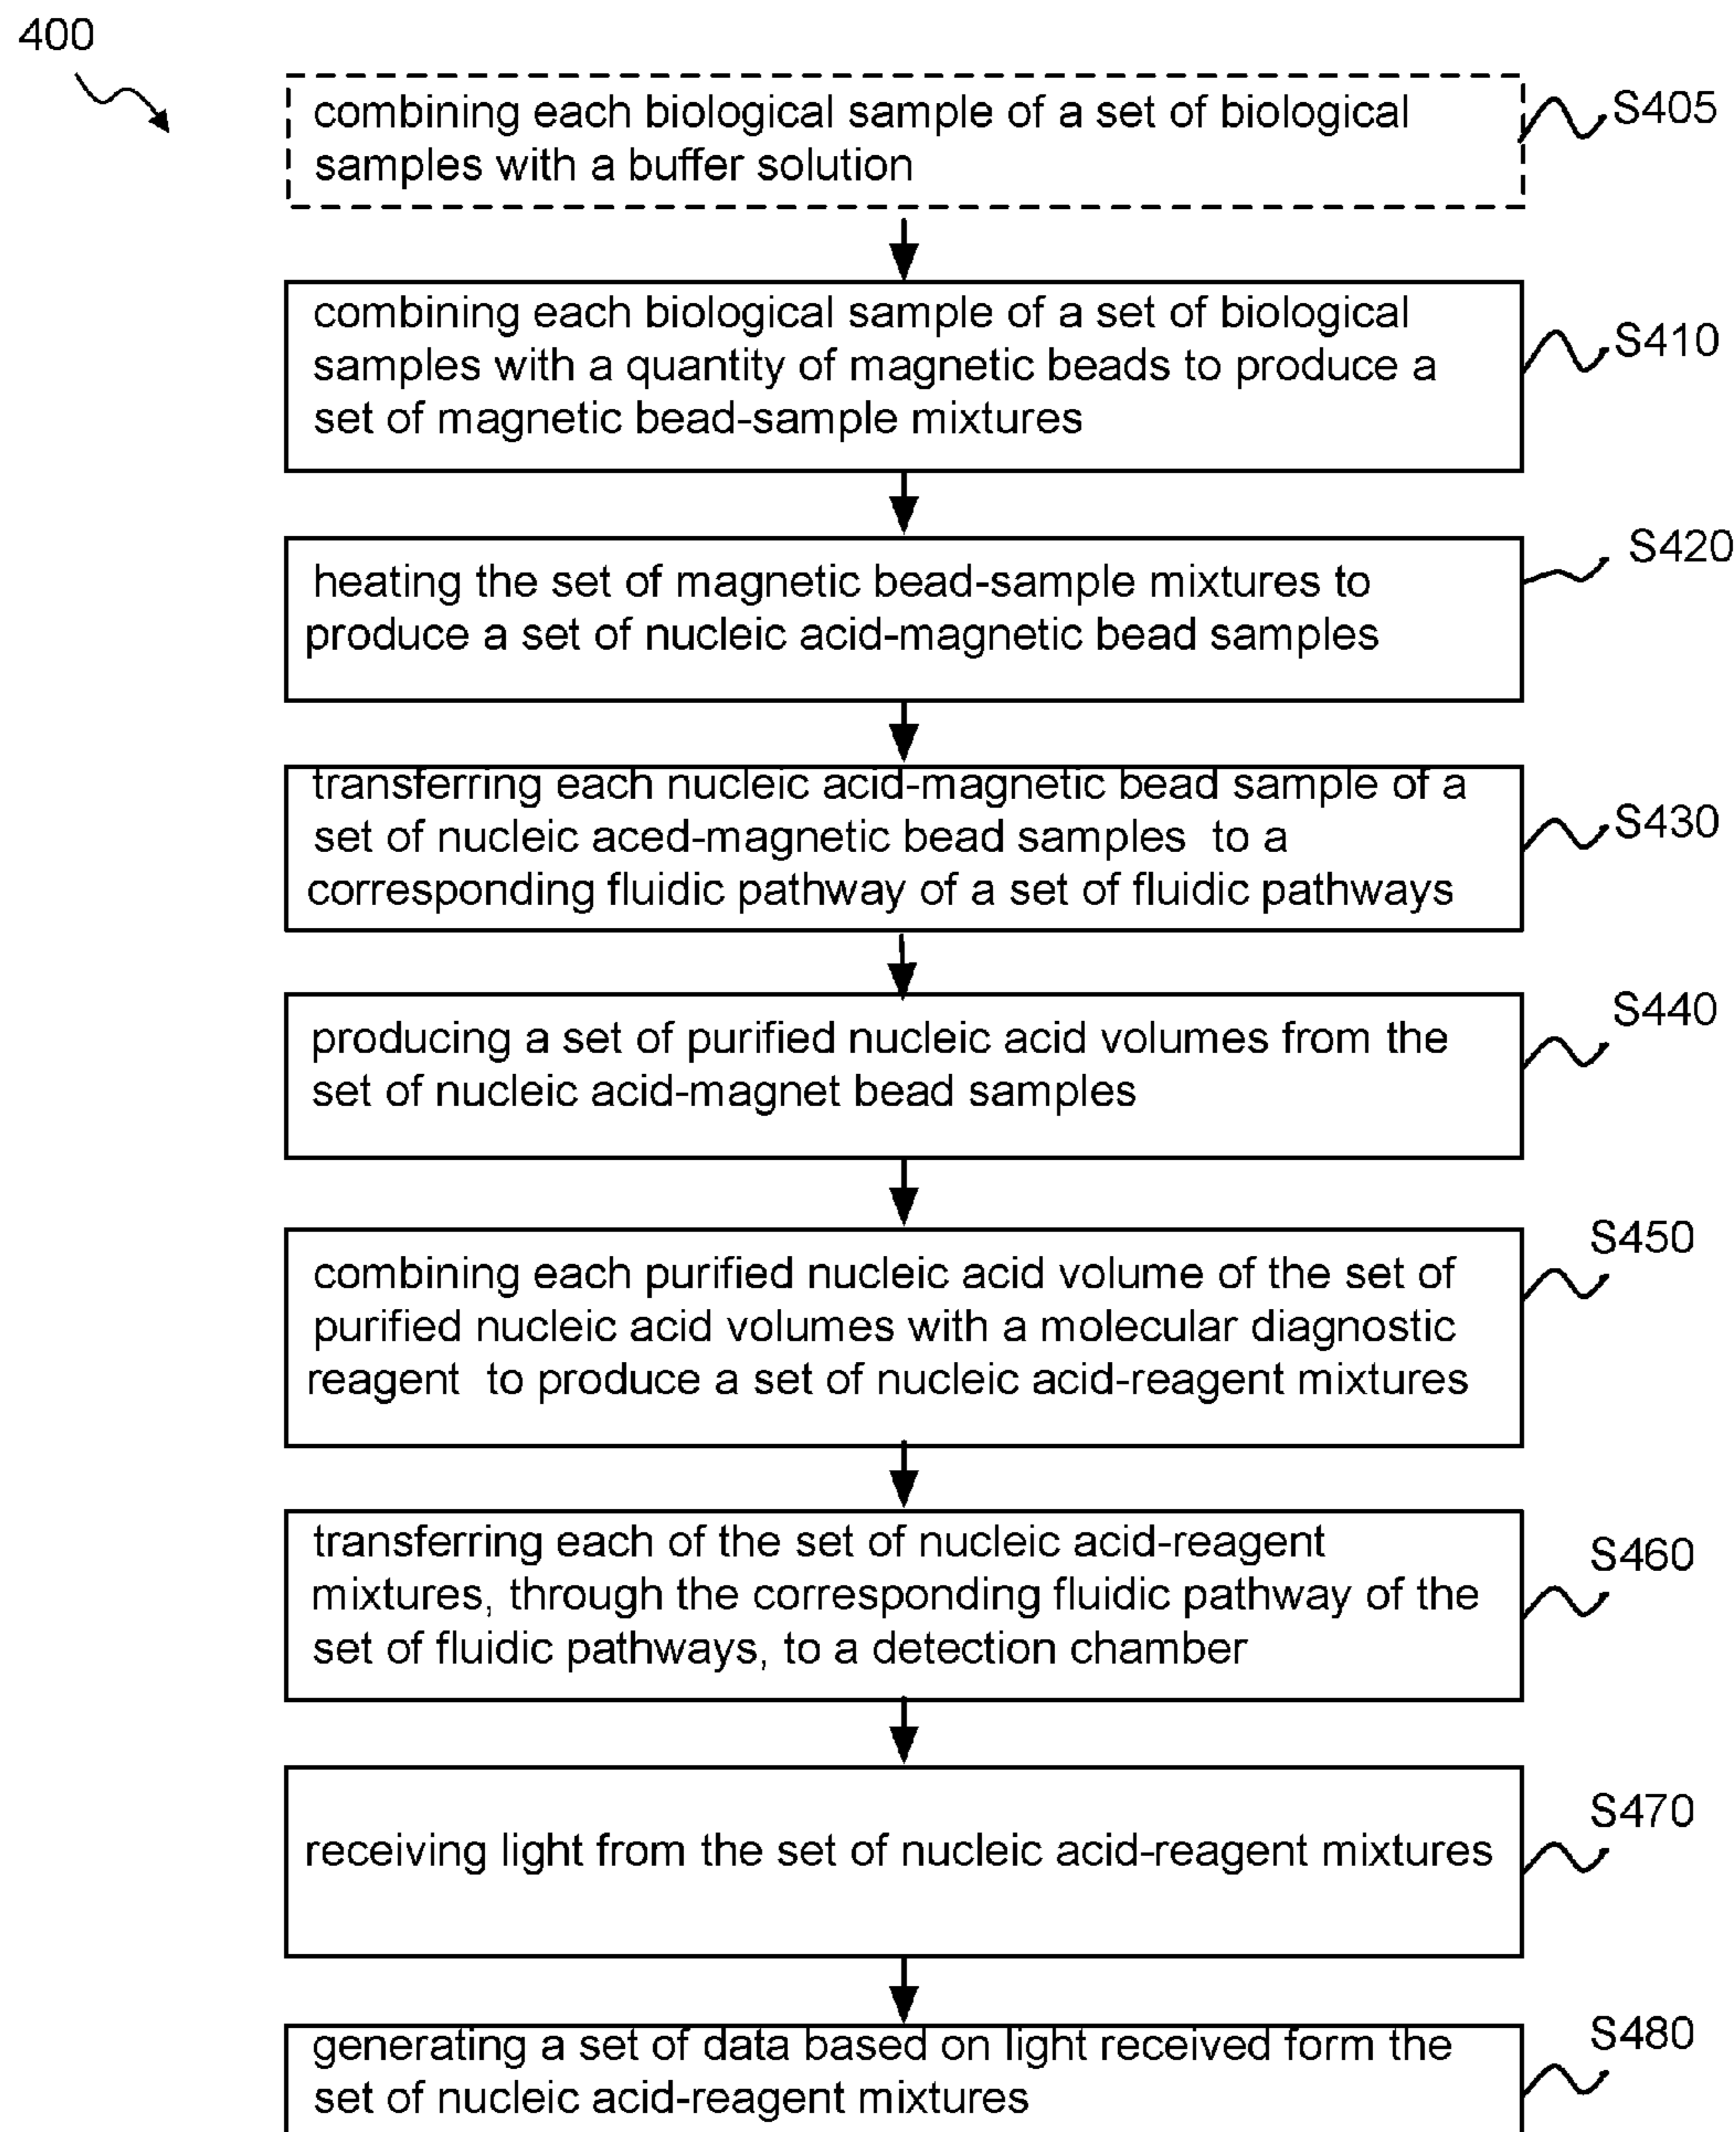 400
combining each biological sample of a set of biological
samples with a buffer solution
S405
combining each biological sample of a set of biological
samples with a quantity of magnetic beads to produce a
set of magnetic bead-sample mixtures
S410
heating the set of magnetic bead-sample mixtures to
produce a set of nucleic acid-magnetic bead samples
S420
transferring each nucleic acid-magnetic bead sample of a
set of nucleic aced-magnetic bead samples to a
corresponding fluidic pathway of a set of fluidic pathways
S430
producing a set of purified nucleic acid volumes from the
set of nucleic acid-magnet bead samples
S440
combining each purified nucleic acid volume of the set of
purified nucleic acid volumes with a molecular diagnostic
reagent to produce a set of nucleic acid-reagent mixtures
S450
transferring each of the set of nucleic acid-reagent
mixtures, through the corresponding fluidic pathway of the
set of fluidic pathways, to a detection chamber
S460
receiving light from the set of nucleic acid-reagent mixtures
S470
generating a set of data based on light received form the
set of nucleic acid-reagent mixtures
S480